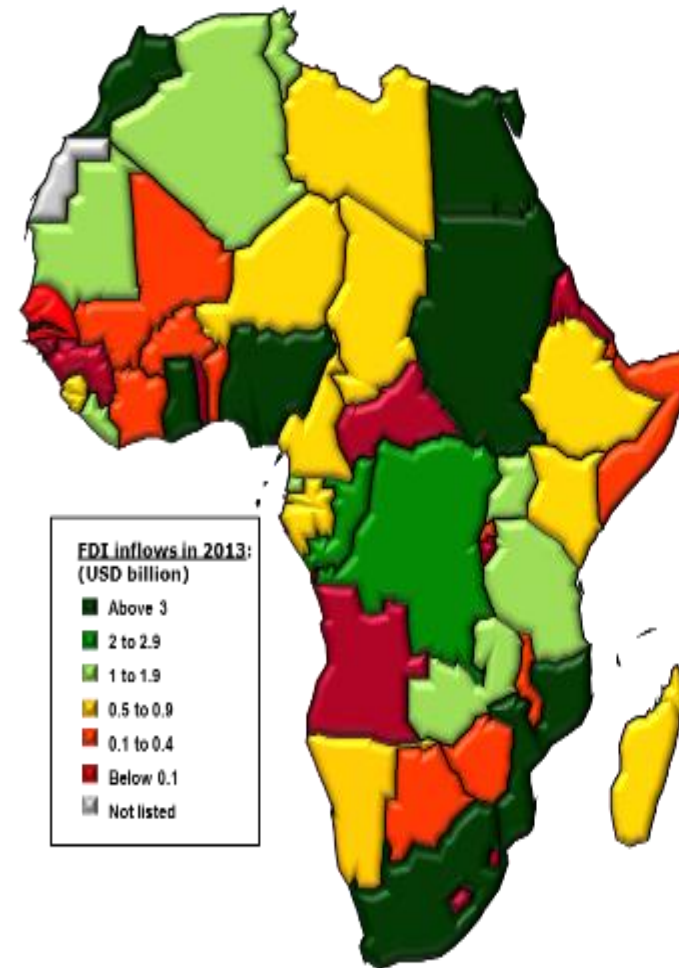 FDI inflows in 2013:
(USD billion)
Above 3
2 to 2.9
1 to 1.9
0.5 to 0.9
0.1 to 0.4
Below 0.1
Not listed